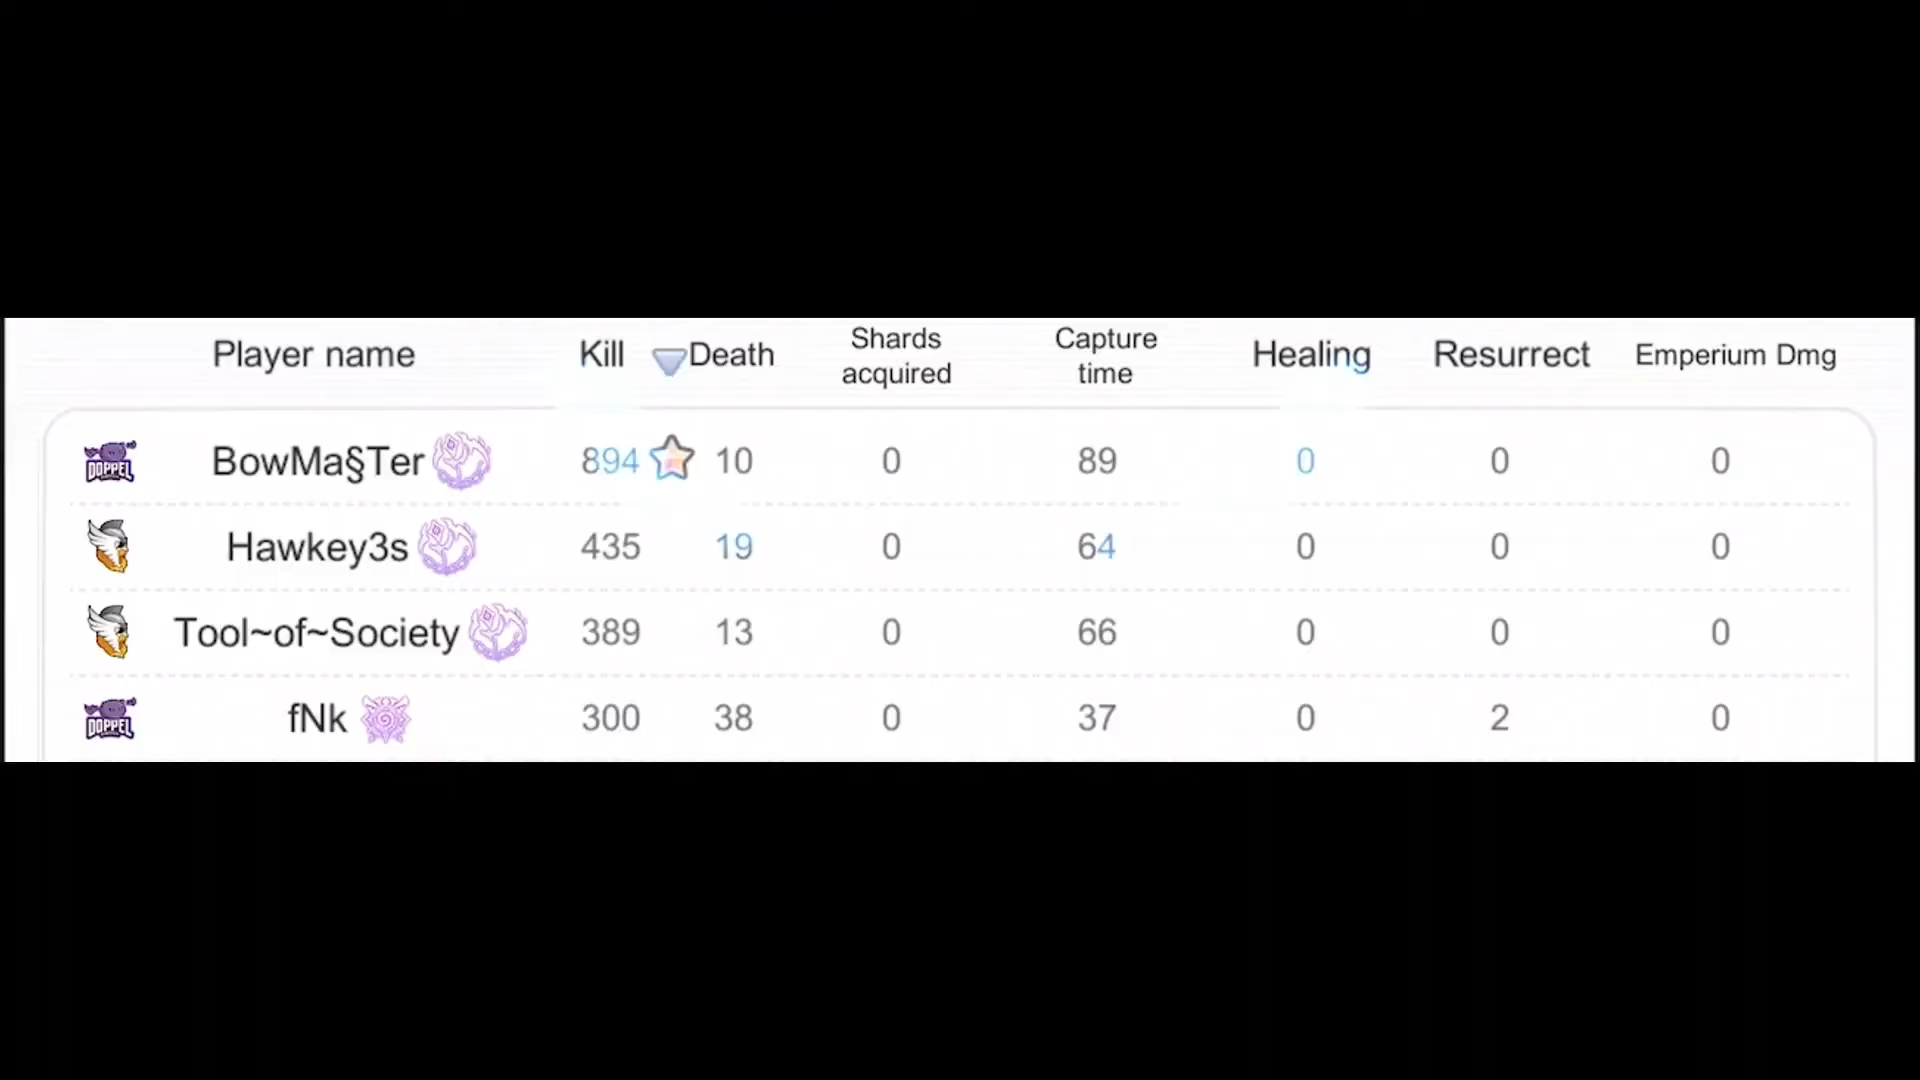 Player name Kill Death Shards acquired Capture time Healing Resurrect Emperium Dmg
DOPPEL BowMa§Ter 894 10 0 89 0 0 0
Hawkey3s 435 19 0 64 0 0 0
Tool~of~Society 389 13 0 66 0 0 0
DOPPEL fNk 300 38 0 37 0 2 0